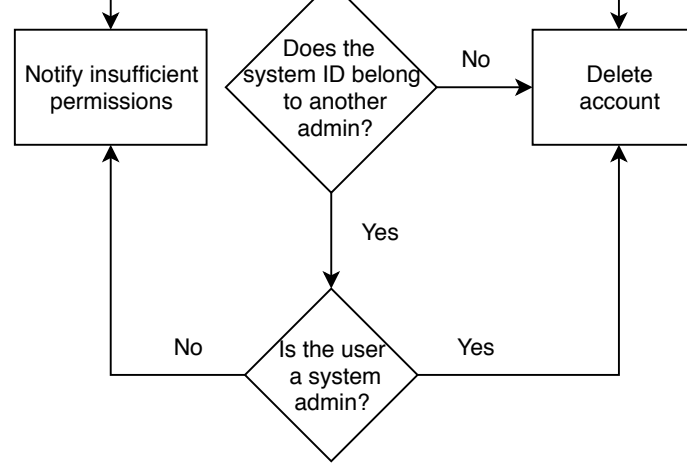 Does the
system ID belong
to another
admin?
Notify insufficient
permissions
No
Delete
account
Yes
No
Is the user
a system
admin?
Yes